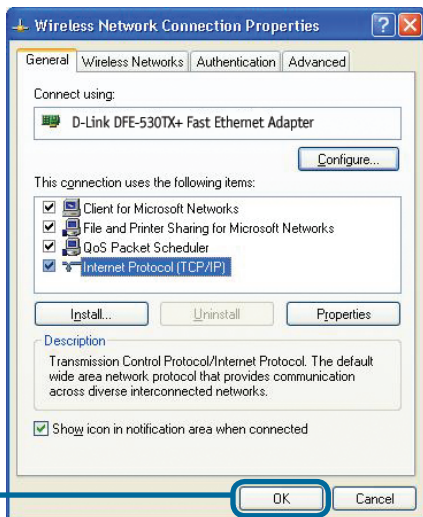 Wireless Network Connection Properties
General Wireless Networks Authentication Advanced
Connect using:
D-Link DFE-530TX+ Fast Ethernet Adapter
Configure...
This connection uses the following items:
Client for Microsoft Networks
File and Printer Sharing for Microsoft Networks
QoS Packet Scheduler
Internet Protocol (TCP/IP)
Install... Uninstall Properties
Description
Transmission Control Protocol/Internet Protocol. The default
wide area network protocol that provides communication
across diverse interconnected networks.
Show icon in notification area when connected
OK Cancel